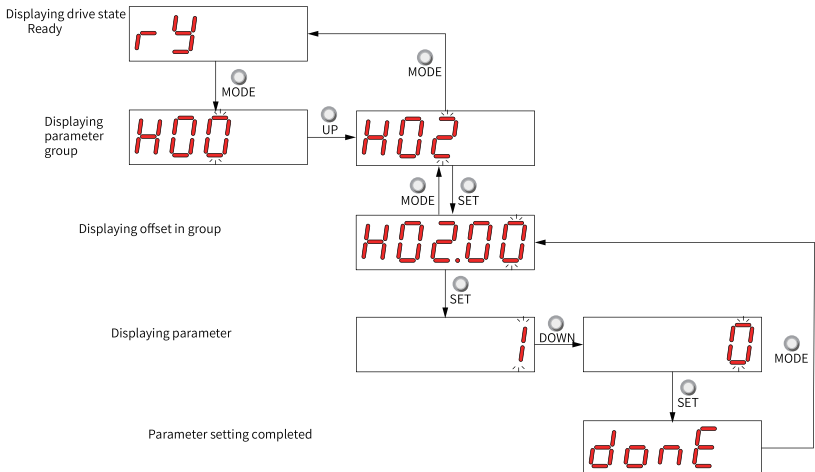 Displaying drive state
Ready
rY
MODE
MODE
Displaying
parameter
group
H00
UP
H02
MODE
SET
Displaying offset in group
H02.00
SET
Displaying parameter
1
DOWN
0
MODE
SET
Parameter setting completed
donE